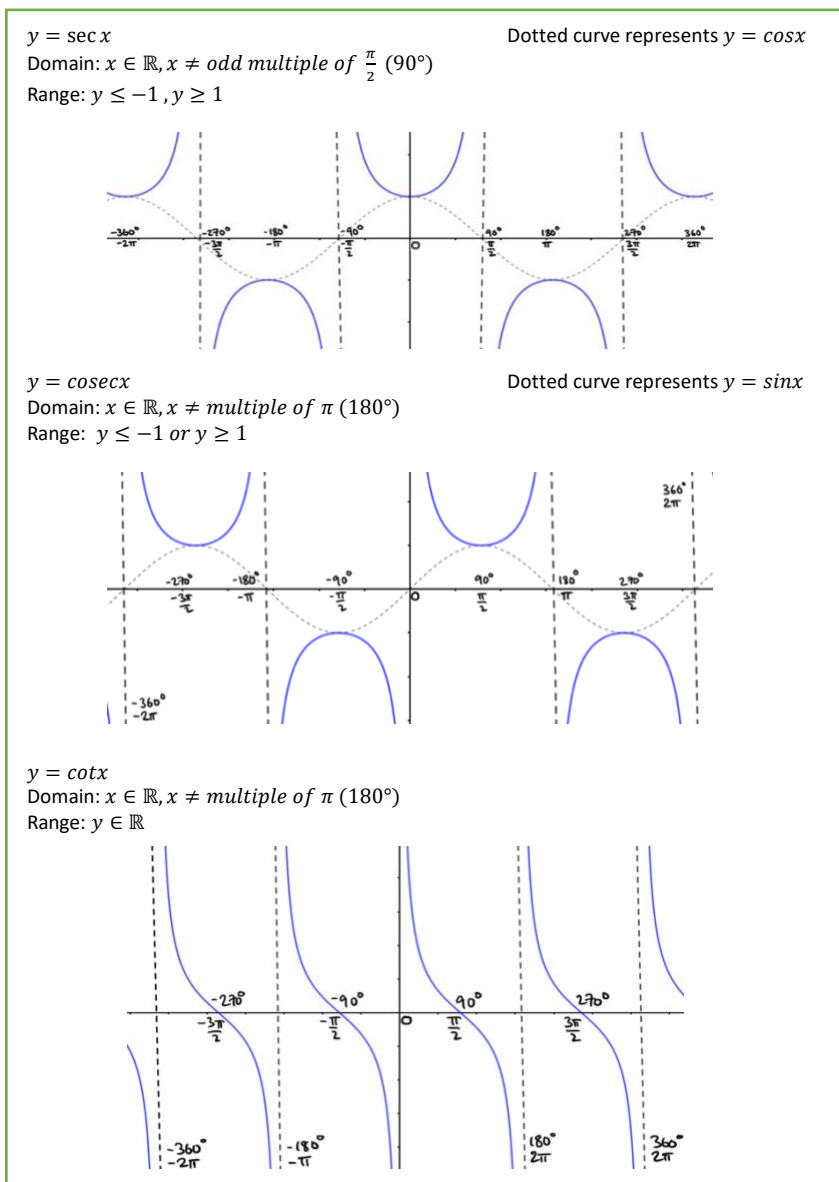 y = sec x
Dotted curve represents y = cosx
Domain: x ∈ ℝ, x ≠ odd multiple of π/2 (90°)
Range: y ≤ −1 , y ≥ 1
-360° -270° -180° -90° 90° 180° 270° 360°
-2π -3π/2 -π -π/2 O π/2 π 3π/2 2π
y = cosecx
Dotted curve represents y = sinx
Domain: x ∈ ℝ, x ≠ multiple of π (180°)
Range: y ≤ −1 or y ≥ 1
360°
2π
-270° -180° -90° 90° 180° 270°
-3π/2 -π -π/2 O π/2 π 3π/2
-360°
-2π
y = cotx
Domain: x ∈ ℝ, x ≠ multiple of π (180°)
Range: y ∈ ℝ
-270° -90° 90° 270°
-3π/2 -π/2 O π/2 3π/2
-360° -180° 180° 360°
-2π -π 2π 2π